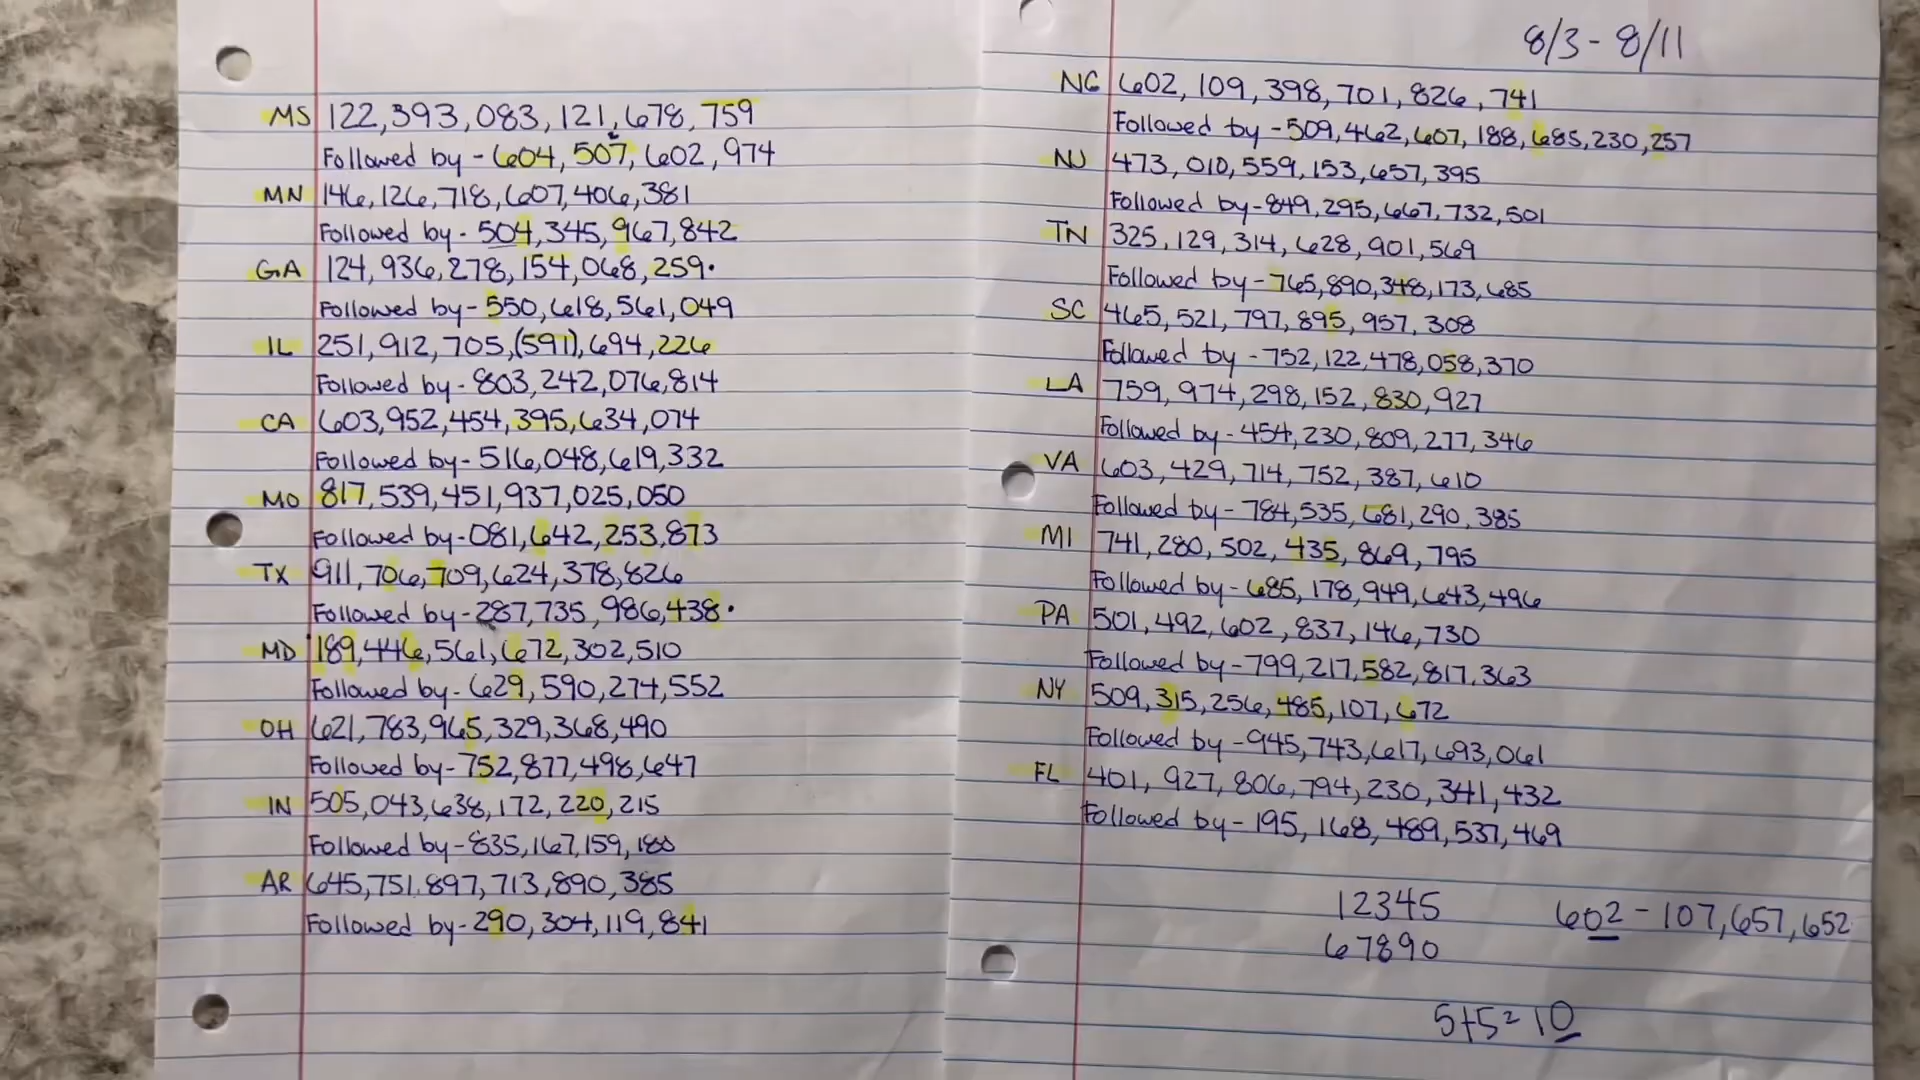 MS 122,393,083,121,678,759
Followed by - 604,507,602,974
MN 146,126,718,607,406,381
Followed by - 504,345,967,842
GA 124,936,278,154,068,259.
Followed by - 550,618,561,049
IL 251,912,705,(591),694,226
Followed by - 803,242,076,814
CA 603,952,454,395,634,074
Followed by - 516,048,619,332
MO 817,539,451,937,025,050
Followed by - 081,642,253,873
TX 911,706,709,624,378,826
Followed by - 287,735,986,438.
MD 189,446,561,672,302,510
Followed by - 629,590,274,552
OH 621,783,965,329,368,490
Followed by - 752,877,498,647
IN 505,043,638,172,220,215
Followed by - 835,167,159,180
AR 645,751,897,713,890,385
Followed by - 290,304,119,841
8/3 - 8/11
NC 602,109,398,701,826,741
Followed by - 509,462,607,188,685,230,257
NJ 473,010,559,153,657,395
Followed by - 849,295,667,732,501
TN 325,129,314,628,901,569
Followed by - 765,890,348,173,685
SC 465,521,797,895,957,308
Followed by - 752,122,478,058,370
LA 759,974,298,152,830,927
Followed by - 454,230,809,277,346
VA 603,429,714,752,387,610
Followed by - 784,535,681,290,385
MI 741,280,502,435,869,795
Followed by - 685,178,949,643,496
PA 501,492,602,837,146,730
Followed by - 799,217,582,817,363
NY 509,315,256,485,107,672
Followed by - 945,743,617,693,061
FL 401,927,806,794,230,341,432
Followed by - 195,168,489,537,469
12345
67890
602 - 107,657,652
5+5=10